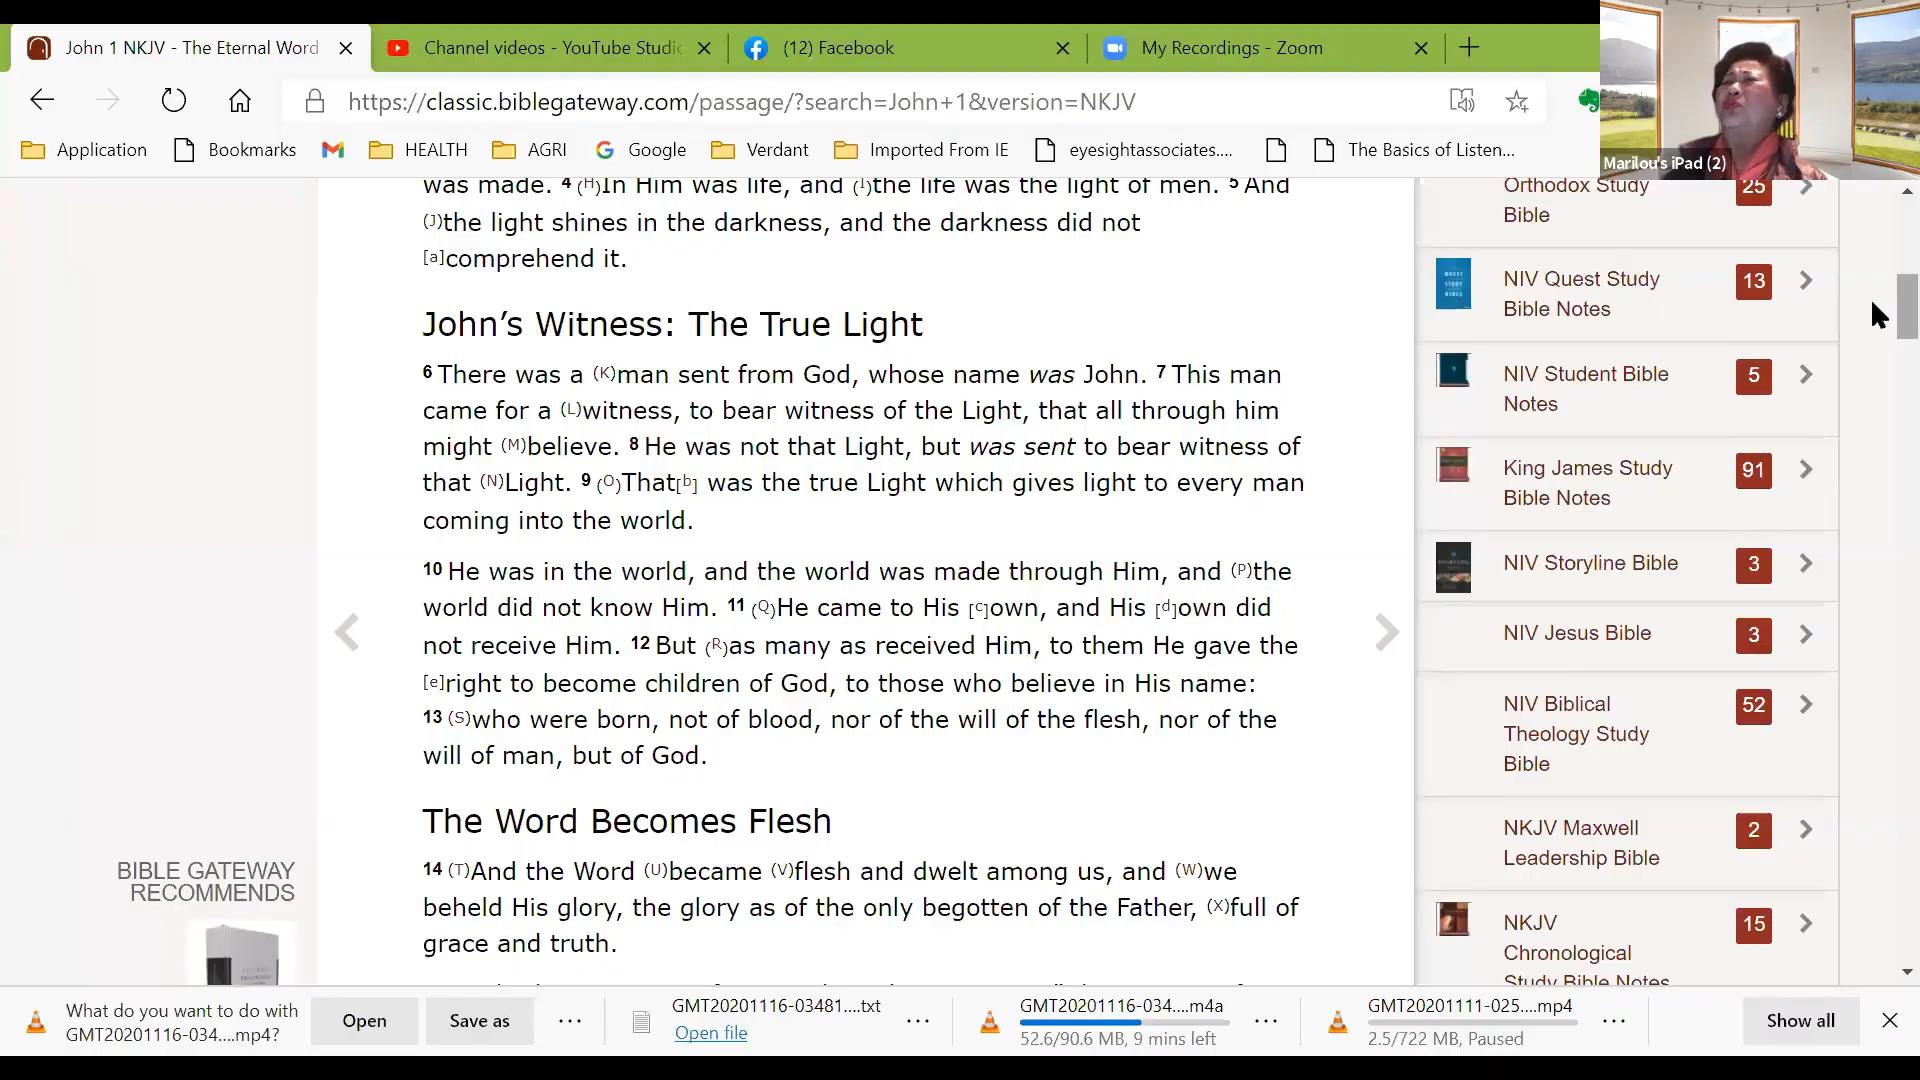 John 1 NKJV - The Eternal Word
Channel videos - YouTube Studi
(12) Facebook
My Recordings - Zoom
https://classic.biblegateway.com/passage/?search=John+1&version=NKJV
Application
Bookmarks
HEALTH
AGRI
Google
Verdant
Imported From IE
eyesightassociates....
The Basics of Listen...
Marilou's iPad (2)
was made. 4 (H)In Him was life, and (I)the life was the light of men. 5 And
(J)the light shines in the darkness, and the darkness did not
[a]comprehend it.
John’s Witness: The True Light
6 There was a (K)man sent from God, whose name was John. 7 This man
came for a (L)witness, to bear witness of the Light, that all through him
might (M)believe. 8 He was not that Light, but was sent to bear witness of
that (N)Light. 9 (O)That[b] was the true Light which gives light to every man
coming into the world.
10 He was in the world, and the world was made through Him, and (P)the
world did not know Him. 11 (Q)He came to His [c]own, and His [d]own did
not receive Him. 12 But (R)as many as received Him, to them He gave the
[e]right to become children of God, to those who believe in His name:
13 (S)who were born, not of blood, nor of the will of the flesh, nor of the
will of man, but of God.
The Word Becomes Flesh
14 (T)And the Word (U)became (V)flesh and dwelt among us, and (W)we
beheld His glory, the glory as of the only begotten of the Father, (X)full of
grace and truth.
BIBLE GATEWAY
RECOMMENDS
Orthodox Study
Bible
25
NIV Quest Study
Bible Notes
13
NIV Student Bible
Notes
5
King James Study
Bible Notes
91
NIV Storyline Bible
3
NIV Jesus Bible
3
NIV Biblical
Theology Study
Bible
52
NKJV Maxwell
Leadership Bible
2
NKJV
Chronological
Study Bible Notes
15
What do you want to do with
GMT20201116-034....mp4?
Open
Save as
GMT20201116-03481....txt
Open file
GMT20201116-034....m4a
52.6/90.6 MB, 9 mins left
GMT20201111-025....mp4
2.5/722 MB, Paused
Show all